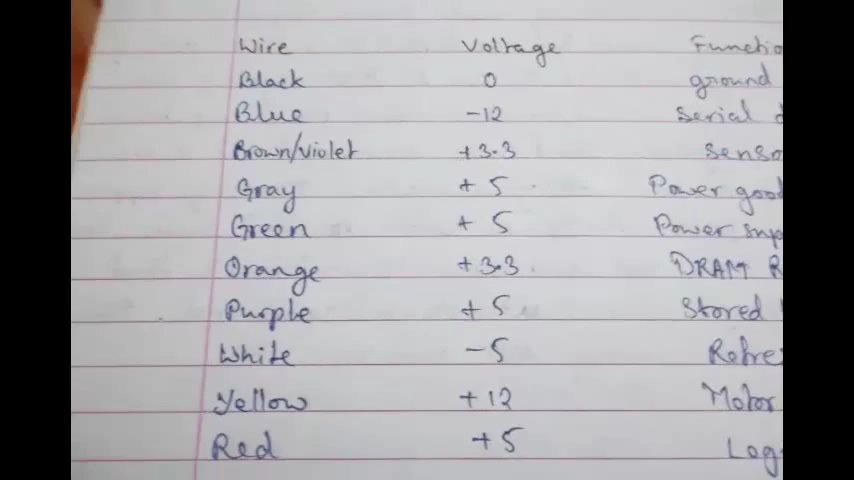 Wire Voltage Functio
Black 0 ground
Blue -12 Serial d
Brown/Violet +3.3 Senso
Gray + 5 Power good
Green + 5 Power sup
Orange +3.3 DRAM R
Purple +5 Stored
White -5 Refre
Yellow +12 Motor
Red +5 Log